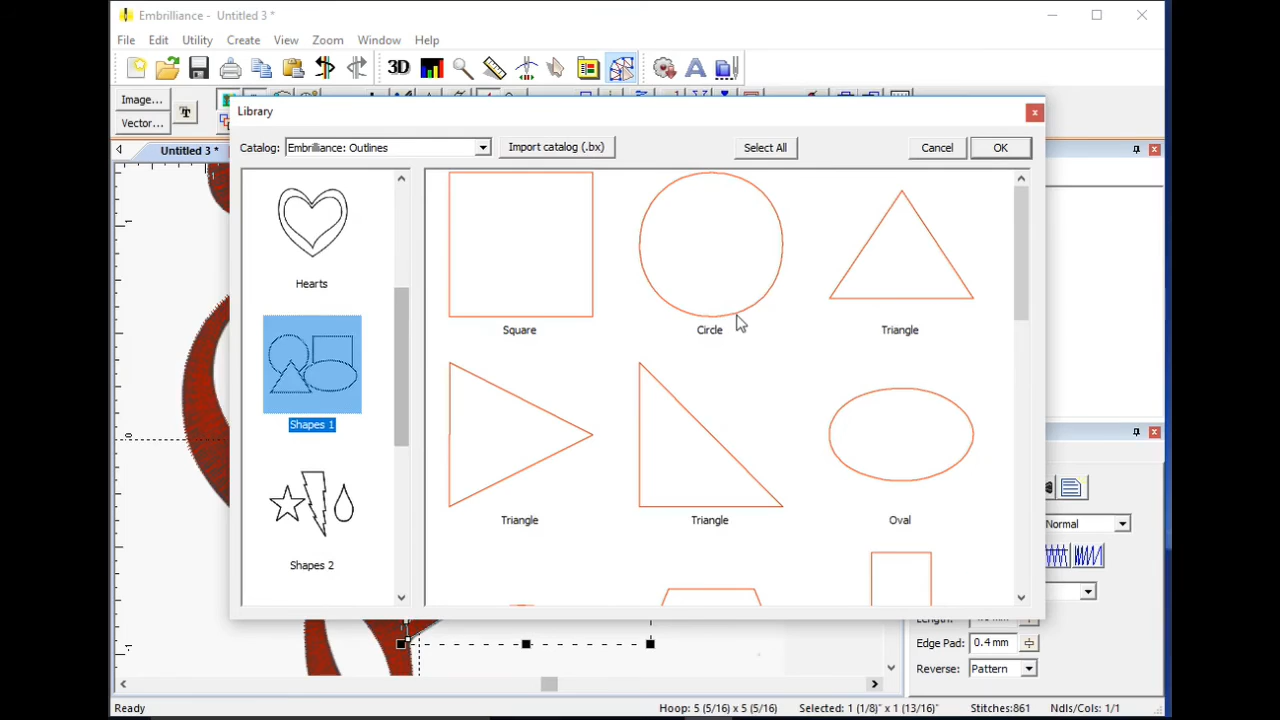 Embrilliance - Untitled 3 *
File Edit Utility Create View Zoom Window Help
3D
Image...
Vector...
Untitled 3 *
Library
Catalog: Embrilliance: Outlines Import catalog (.bx) Select All Cancel OK
Hearts
Shapes 1
Shapes 2
Square Circle Triangle
Triangle Triangle Oval
1
0
-1
Normal
Edge Pad: 0.4 mm
Reverse: Pattern
Ready Hoop: 5 (5/16) x 5 (5/16) Selected: 1 (1/8)" x 1 (13/16)" Stitches:861 Ndls/Cols: 1/1